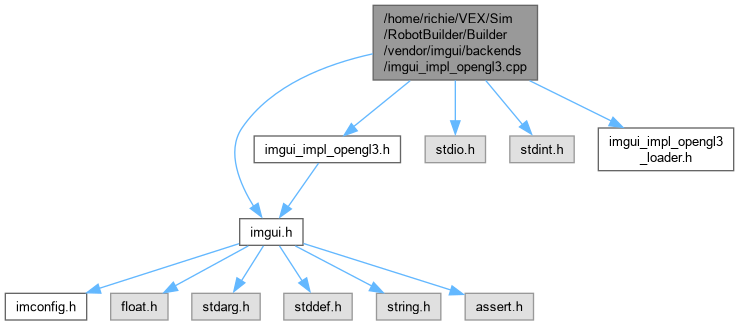 /home/richie/VEX/Sim
/RobotBuilder/Builder
/vendor/imgui/backends
/imgui_impl_opengl3.cpp
imgui_impl_opengl3.h
stdio.h
stdint.h
imgui_impl_opengl3
_loader.h
imgui.h
imconfig.h
float.h
stdarg.h
stddef.h
string.h
assert.h